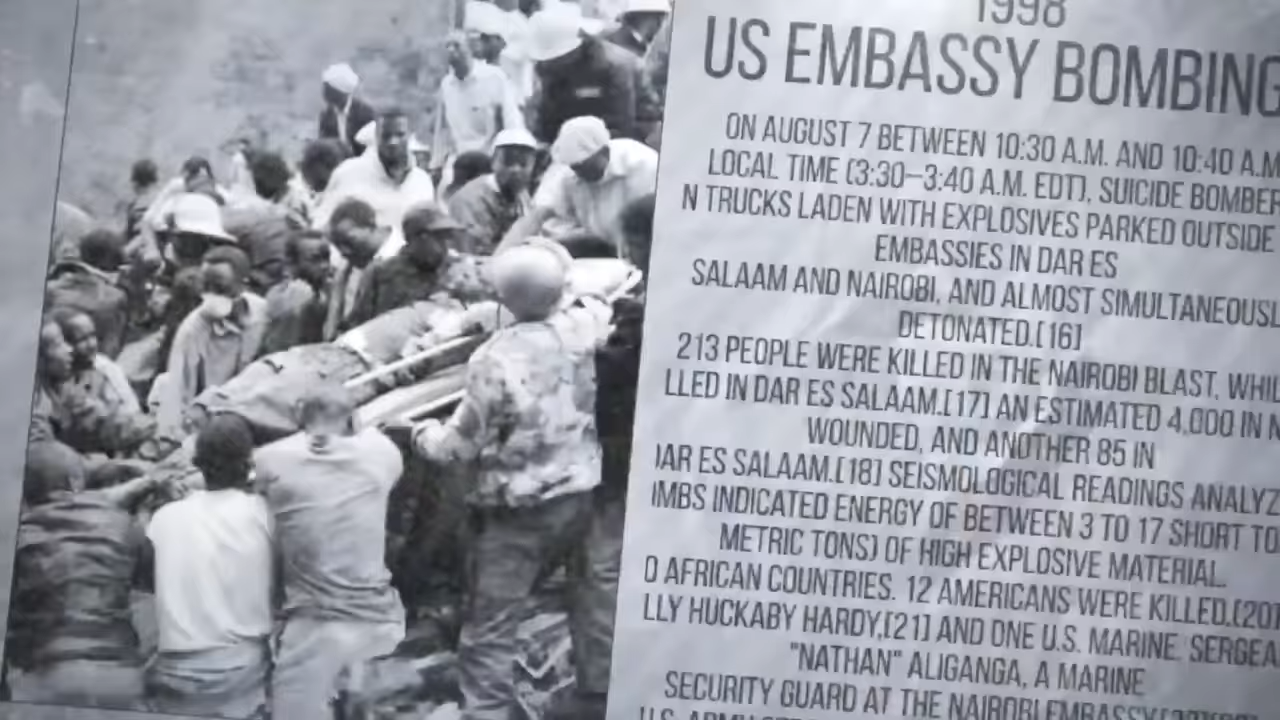 1998
US EMBASSY BOMBING
ON AUGUST 7 BETWEEN 10:30 A.M. AND 10:40 A.M
LOCAL TIME (3:30–3:40 A.M. EDT), SUICIDE BOMBER
N TRUCKS LADEN WITH EXPLOSIVES PARKED OUTSIDE
EMBASSIES IN DAR ES
SALAAM AND NAIROBI, AND ALMOST SIMULTANEOUSL
DETONATED.[16]
213 PEOPLE WERE KILLED IN THE NAIROBI BLAST, WHIL
LLED IN DAR ES SALAAM.[17] AN ESTIMATED 4,000 IN N
WOUNDED, AND ANOTHER 85 IN
DAR ES SALAAM.[18] SEISMOLOGICAL READINGS ANALYZ
OMBS INDICATED ENERGY OF BETWEEN 3 TO 17 SHORT TO
METRIC TONS) OF HIGH EXPLOSIVE MATERIAL.
O AFRICAN COUNTRIES. 12 AMERICANS WERE KILLED,[20]
LLY HUCKABY HARDY,[21] AND ONE U.S. MARINE, SERGEA
"NATHAN" ALIGANGA, A MARINE
SECURITY GUARD AT THE NAIROBI EMBASSY
U.S. ARMY